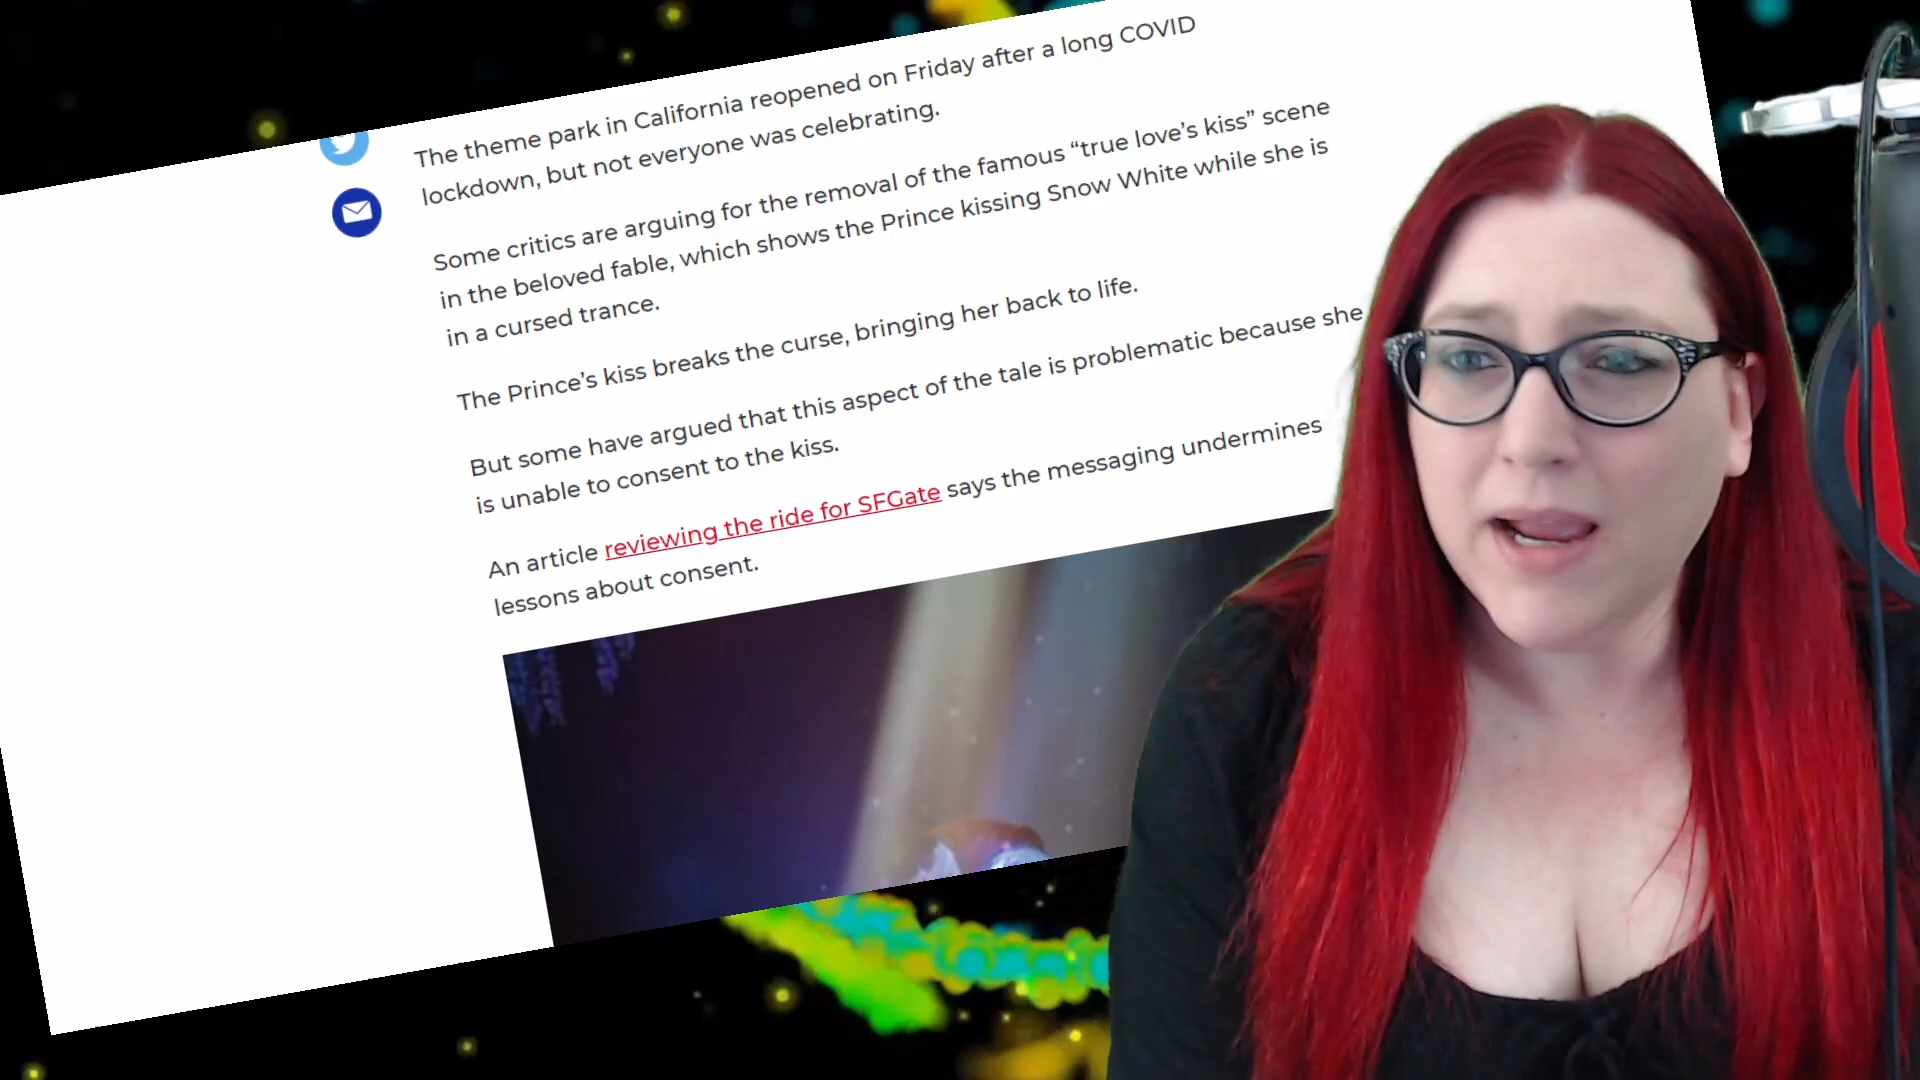 The theme park in California reopened on Friday after a long COVID
lockdown, but not everyone was celebrating.
Some critics are arguing for the removal of the famous “true love’s kiss” scene
in the beloved fable, which shows the Prince kissing Snow White while she is
in a cursed trance.
The Prince’s kiss breaks the curse, bringing her back to life.
But some have argued that this aspect of the tale is problematic because she
is unable to consent to the kiss.
An article reviewing the ride for SFGate says the messaging undermines
lessons about consent.